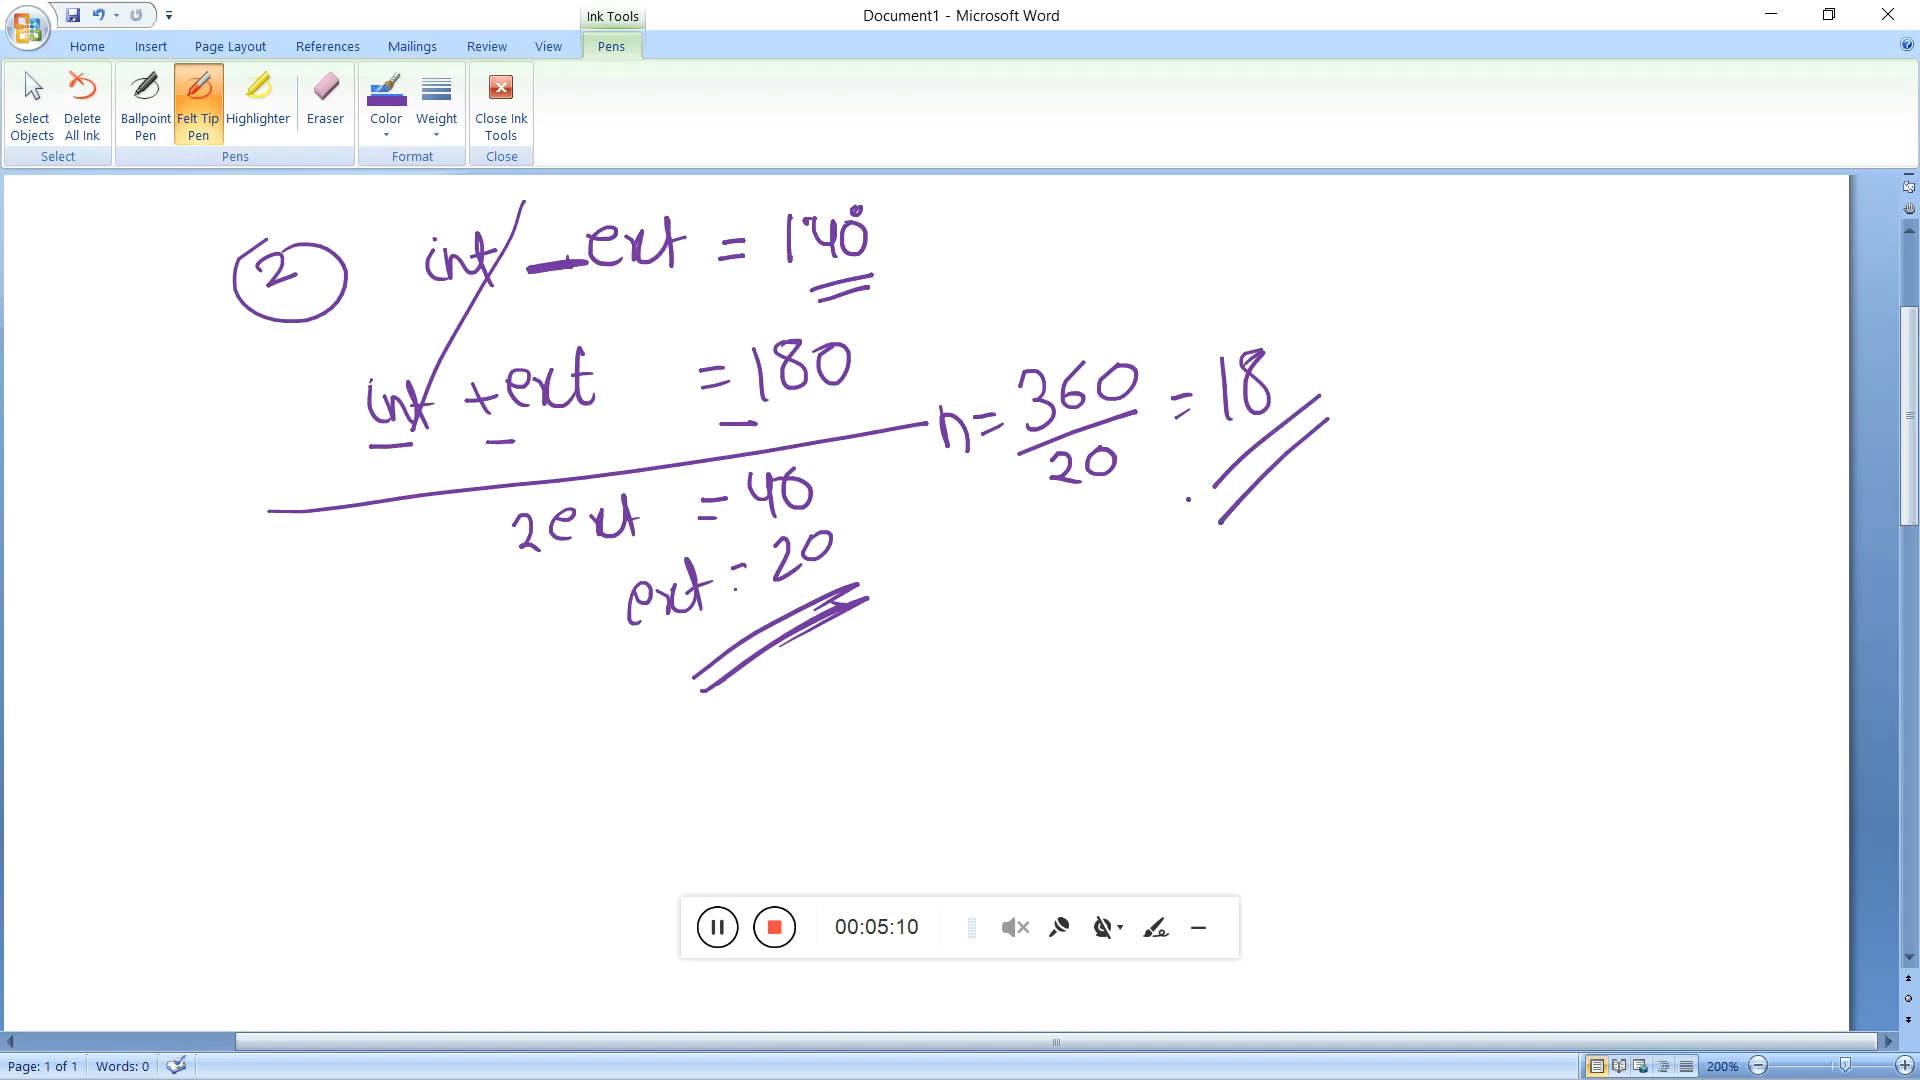 Ink Tools
Document1 - Microsoft Word
Home Insert Page Layout References Mailings Review View Pens
Select Objects
Delete All Ink
Ballpoint Pen
Felt Tip Pen
Highlighter
Eraser
Color
Weight
Close Ink Tools
Select Pens Format Close
2 int - ext = 140°
int + ext = 180
n = 360/20 = 18
2 ext = 40
ext = 20
00:05:10
Page: 1 of 1 Words: 0 200%